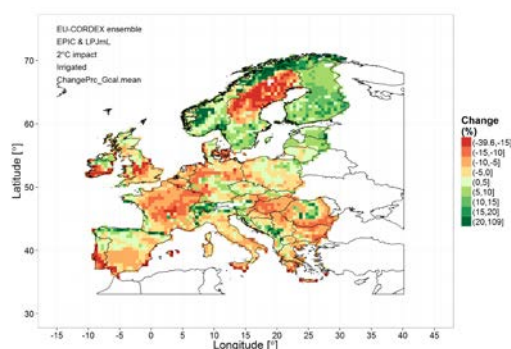 EU-CORDEX ensemble
EPIC & LPJmL
2°C impact
Irrigated
ChangePrc_Gcal.mean
70
60
50
40
30
Latitude [°]
-15 -10 -5 0 5 10 15 20 25 30 35 40 45
Longitude [°]
Change
(%)
(-39.6,-15]
(-15,-10]
(-10,-5]
(-5,0]
(0,5]
(5,10]
(10,15]
(15,20]
(20,109]